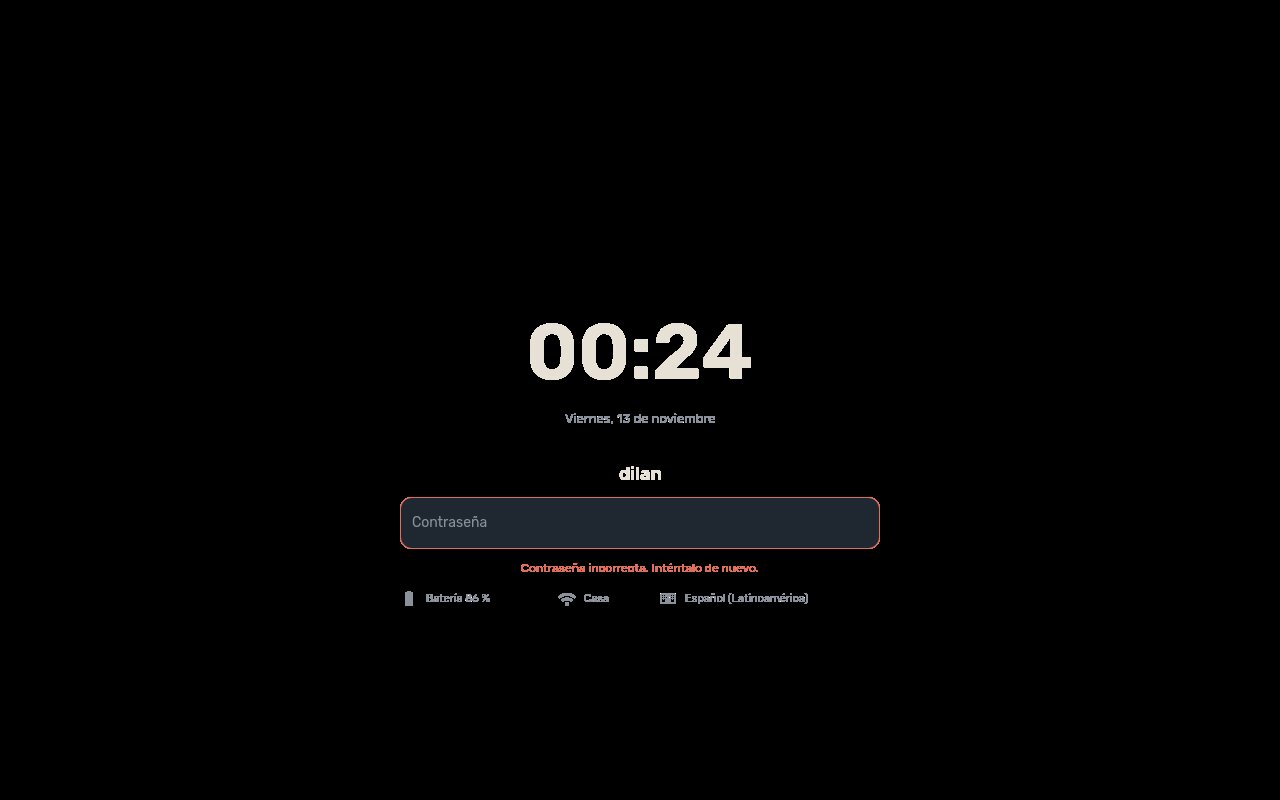 00:24
Viernes, 13 de noviembre
dilan
Contraseña
Contraseña incorrecta. Inténtalo de nuevo.
Batería 86 %
Casa
Español (Latinoamérica)